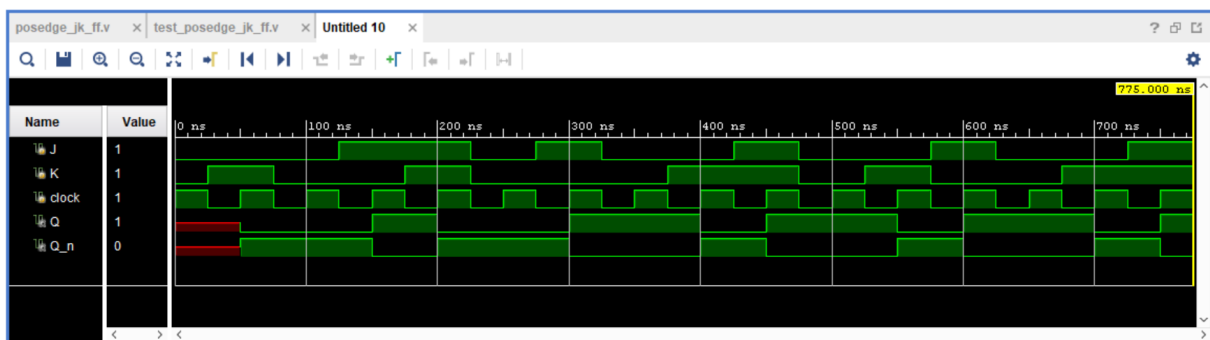 posedge_jk_ff.v × test_posedge_jk_ff.v × Untitled 10 ×
775.000 ns
Name Value
0 ns 100 ns 200 ns 300 ns 400 ns 500 ns 600 ns 700 ns
J 1
K 1
clock 1
Q 1
Q_n 0